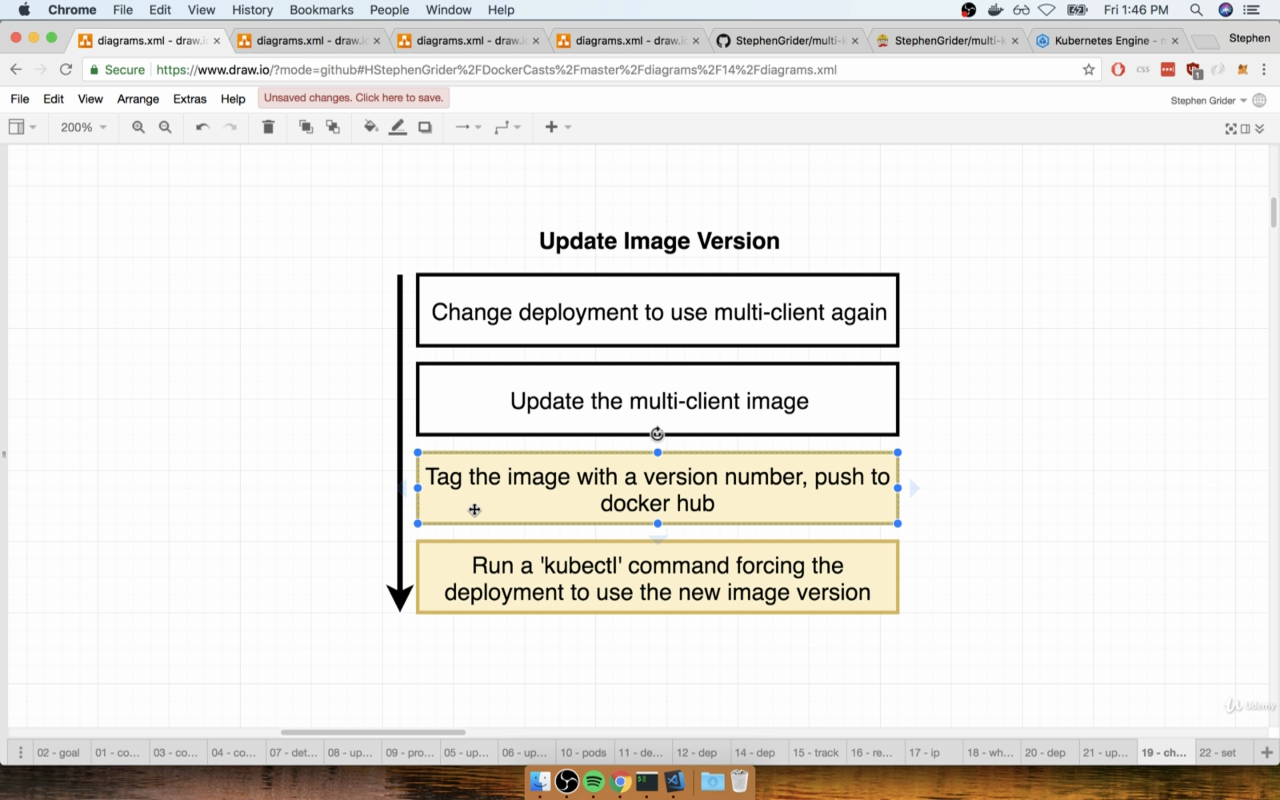 Chrome File Edit View History Bookmarks People Window Help Fri 1:46 PM
diagrams.xml - draw.i diagrams.xml - draw.i diagrams.xml - draw.i diagrams.xml - draw.i StephenGrider/multi-k StephenGrider/multi-k Kubernetes Engine - Stephen
Secure https://www.draw.io/?mode=github#HStephenGrider%2FDockerCasts%2Fmaster%2Fdiagrams%2F14%2Fdiagrams.xml CSS 1
File Edit View Arrange Extras Help Unsaved changes. Click here to save. Stephen Grider
200%
Update Image Version
Change deployment to use multi-client again
Update the multi-client image
Tag the image with a version number, push to
docker hub
Run a 'kubectl' command forcing the
deployment to use the new image version
Udemy
02 - goal 01 - co... 03 - co... 04 - co... 07 - det... 08 - up... 09 - pro... 05 - up... 06 - up... 10 - pods 11 - de... 12 - dep 14 - dep 15 - track 16 - re... 17 - ip 18 - wh... 20 - dep 21 - up... 19 - ch... 22 - set